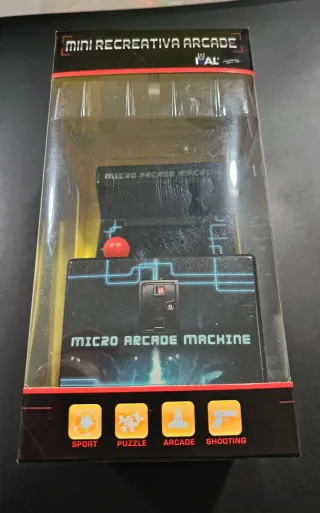 MINI RECREATIVA ARCADE
MICRO ARCADE MACHINE
MICRO ARCADE MACHINE
SPORT PUZZLE ARCADE SHOOTING